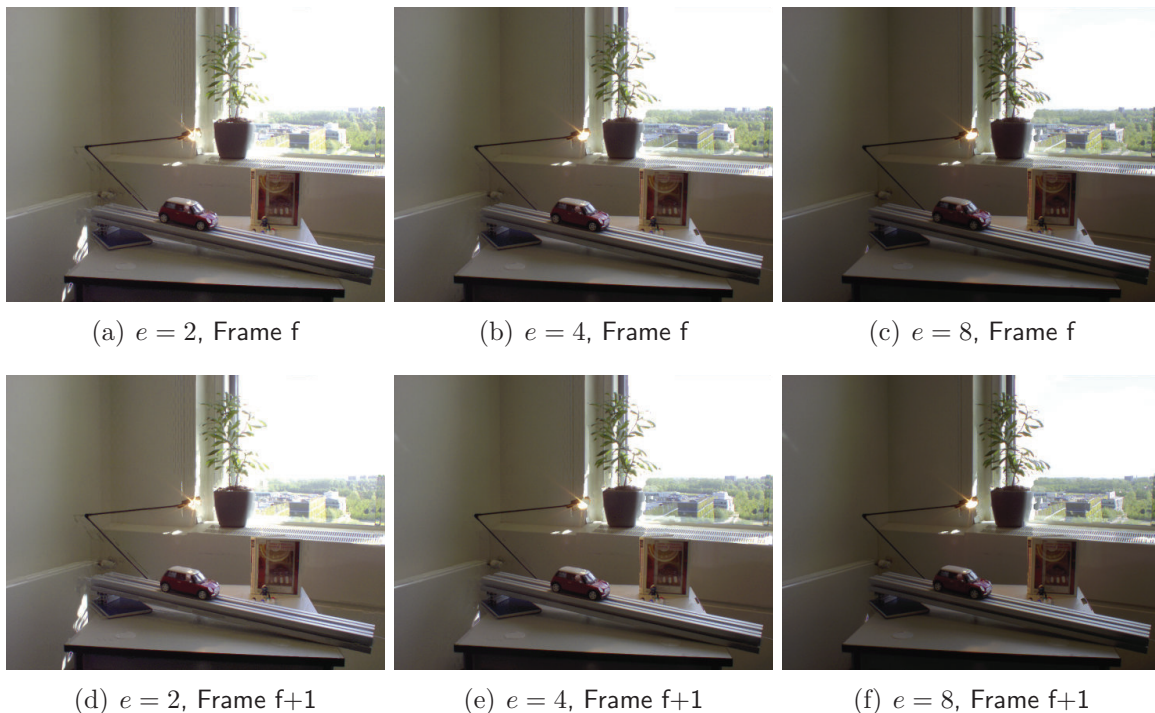 (a) e = 2, Frame f
(b) e = 4, Frame f
(c) e = 8, Frame f
(d) e = 2, Frame f+1
(e) e = 4, Frame f+1
(f) e = 8, Frame f+1